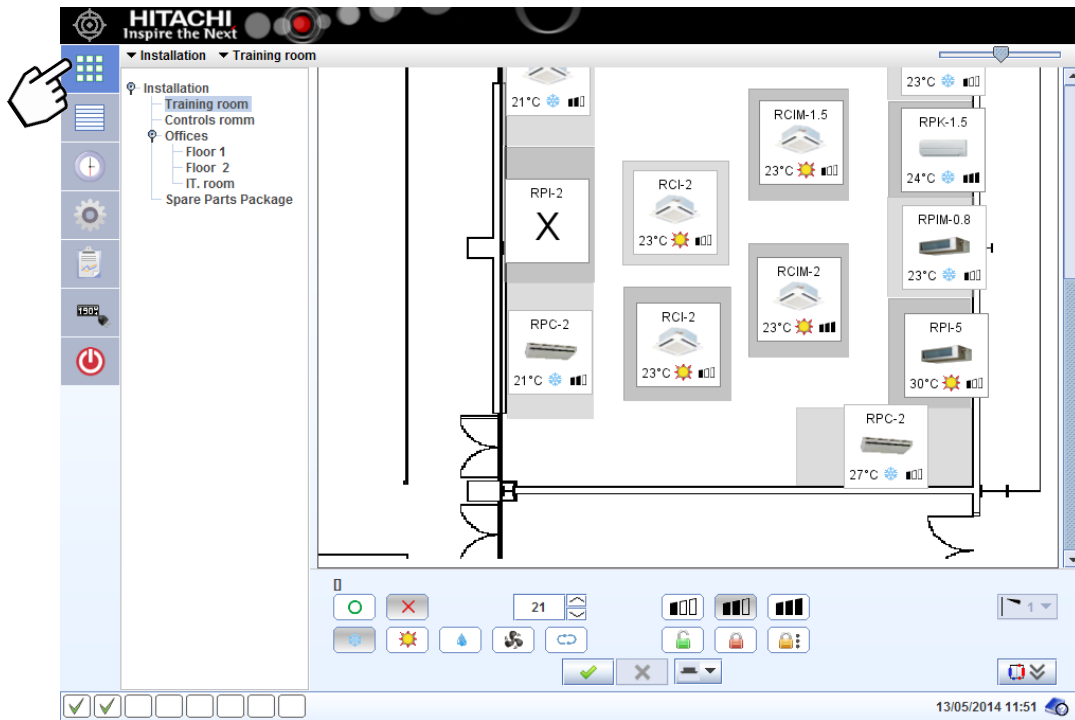 HITACHI
Inspire the Next
Installation Training room
Installation
Training room
Controls romm
Offices
Floor 1
Floor 2
IT. room
Spare Parts Package
21°C
23°C
RCIM-1.5
23°C
RPK-1.5
24°C
RPI-2
X
RCI-2
23°C
RPIM-0.8
23°C
RCIM-2
23°C
RPC-2
21°C
RCI-2
23°C
RPI-5
30°C
RPC-2
27°C
[]
21
1
13/05/2014 11:51